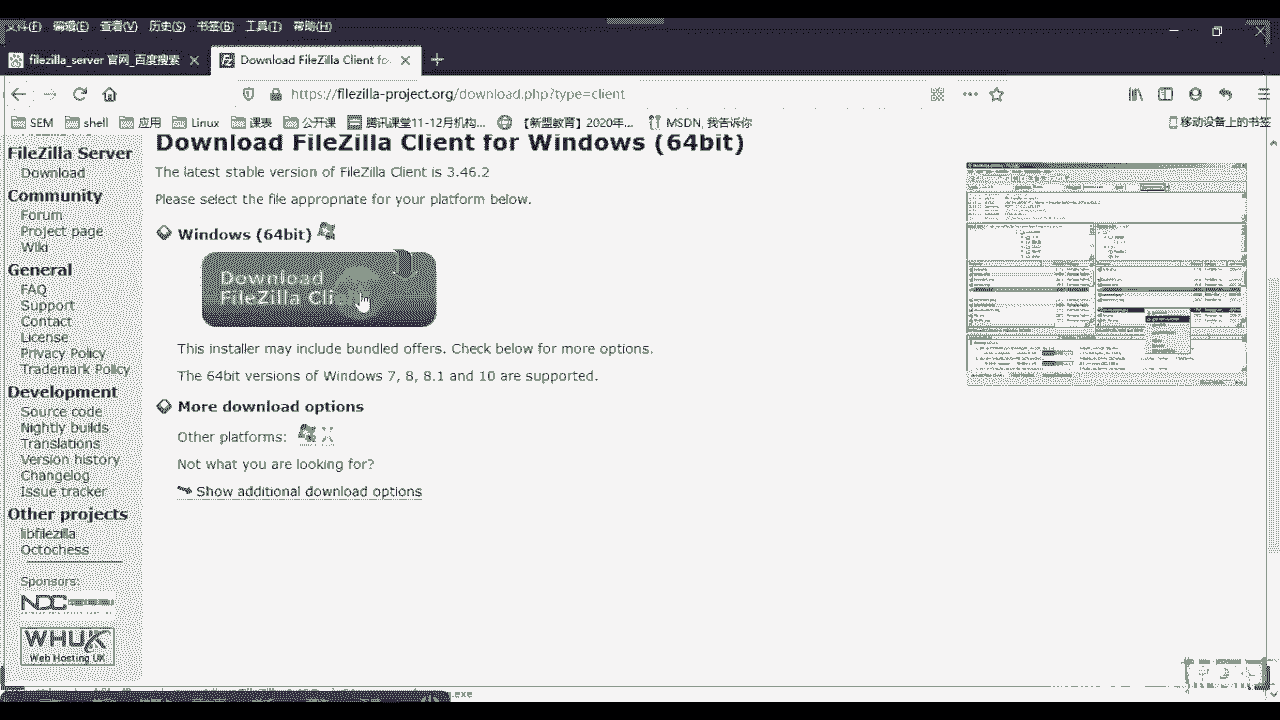 文件(F) 编辑(E) 查看(V) 历史(S) 书签(B) 工具(T) 帮助(H)
filezilla_server 官网_百度搜索
Download FileZilla Client fo
https://filezilla-project.org/download.php?type=client
SEM shell 应用 Linux 课表 公开课 腾讯课堂11-12月机构... 【新盟教育】2020年... MSDN, 我告诉你 移动设备上的书签
FileZilla Server
Download
Community
Forum
Project page
Wiki
General
FAQ
Support
Contact
License
Privacy Policy
Trademark Policy
Development
Source code
Nightly builds
Translations
Version history
Changelog
Issue tracker
Other projects
libfilezilla
Octochess
Sponsors:
NDC
WHUK
Web Hosting UK
Download FileZilla Client for Windows (64bit)
The latest stable version of FileZilla Client is 3.46.2
Please select the file appropriate for your platform below.
Windows (64bit)
Download
FileZilla Cli
This installer may include bundled offers. Check below for more options.
The 64bit version 7, 8, 8.1 and 10 are supported.
More download options
Other platforms:
Not what you are looking for?
Show additional download options
.exe